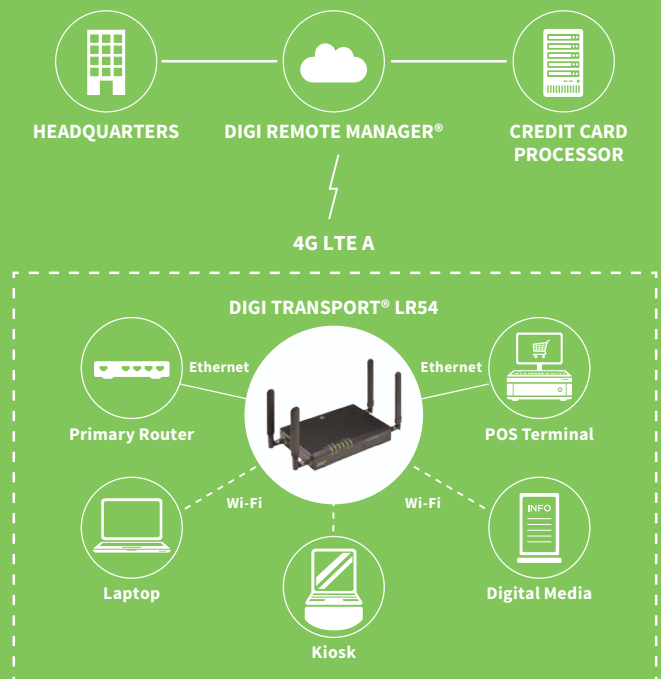 HEADQUARTERS
DIGI REMOTE MANAGER®
CREDIT CARD
PROCESSOR
4G LTE A
DIGI TRANSPORT® LR54
Ethernet
Ethernet
Primary Router
POS Terminal
Wi-Fi
Wi-Fi
INFO
Laptop
Digital Media
Kiosk